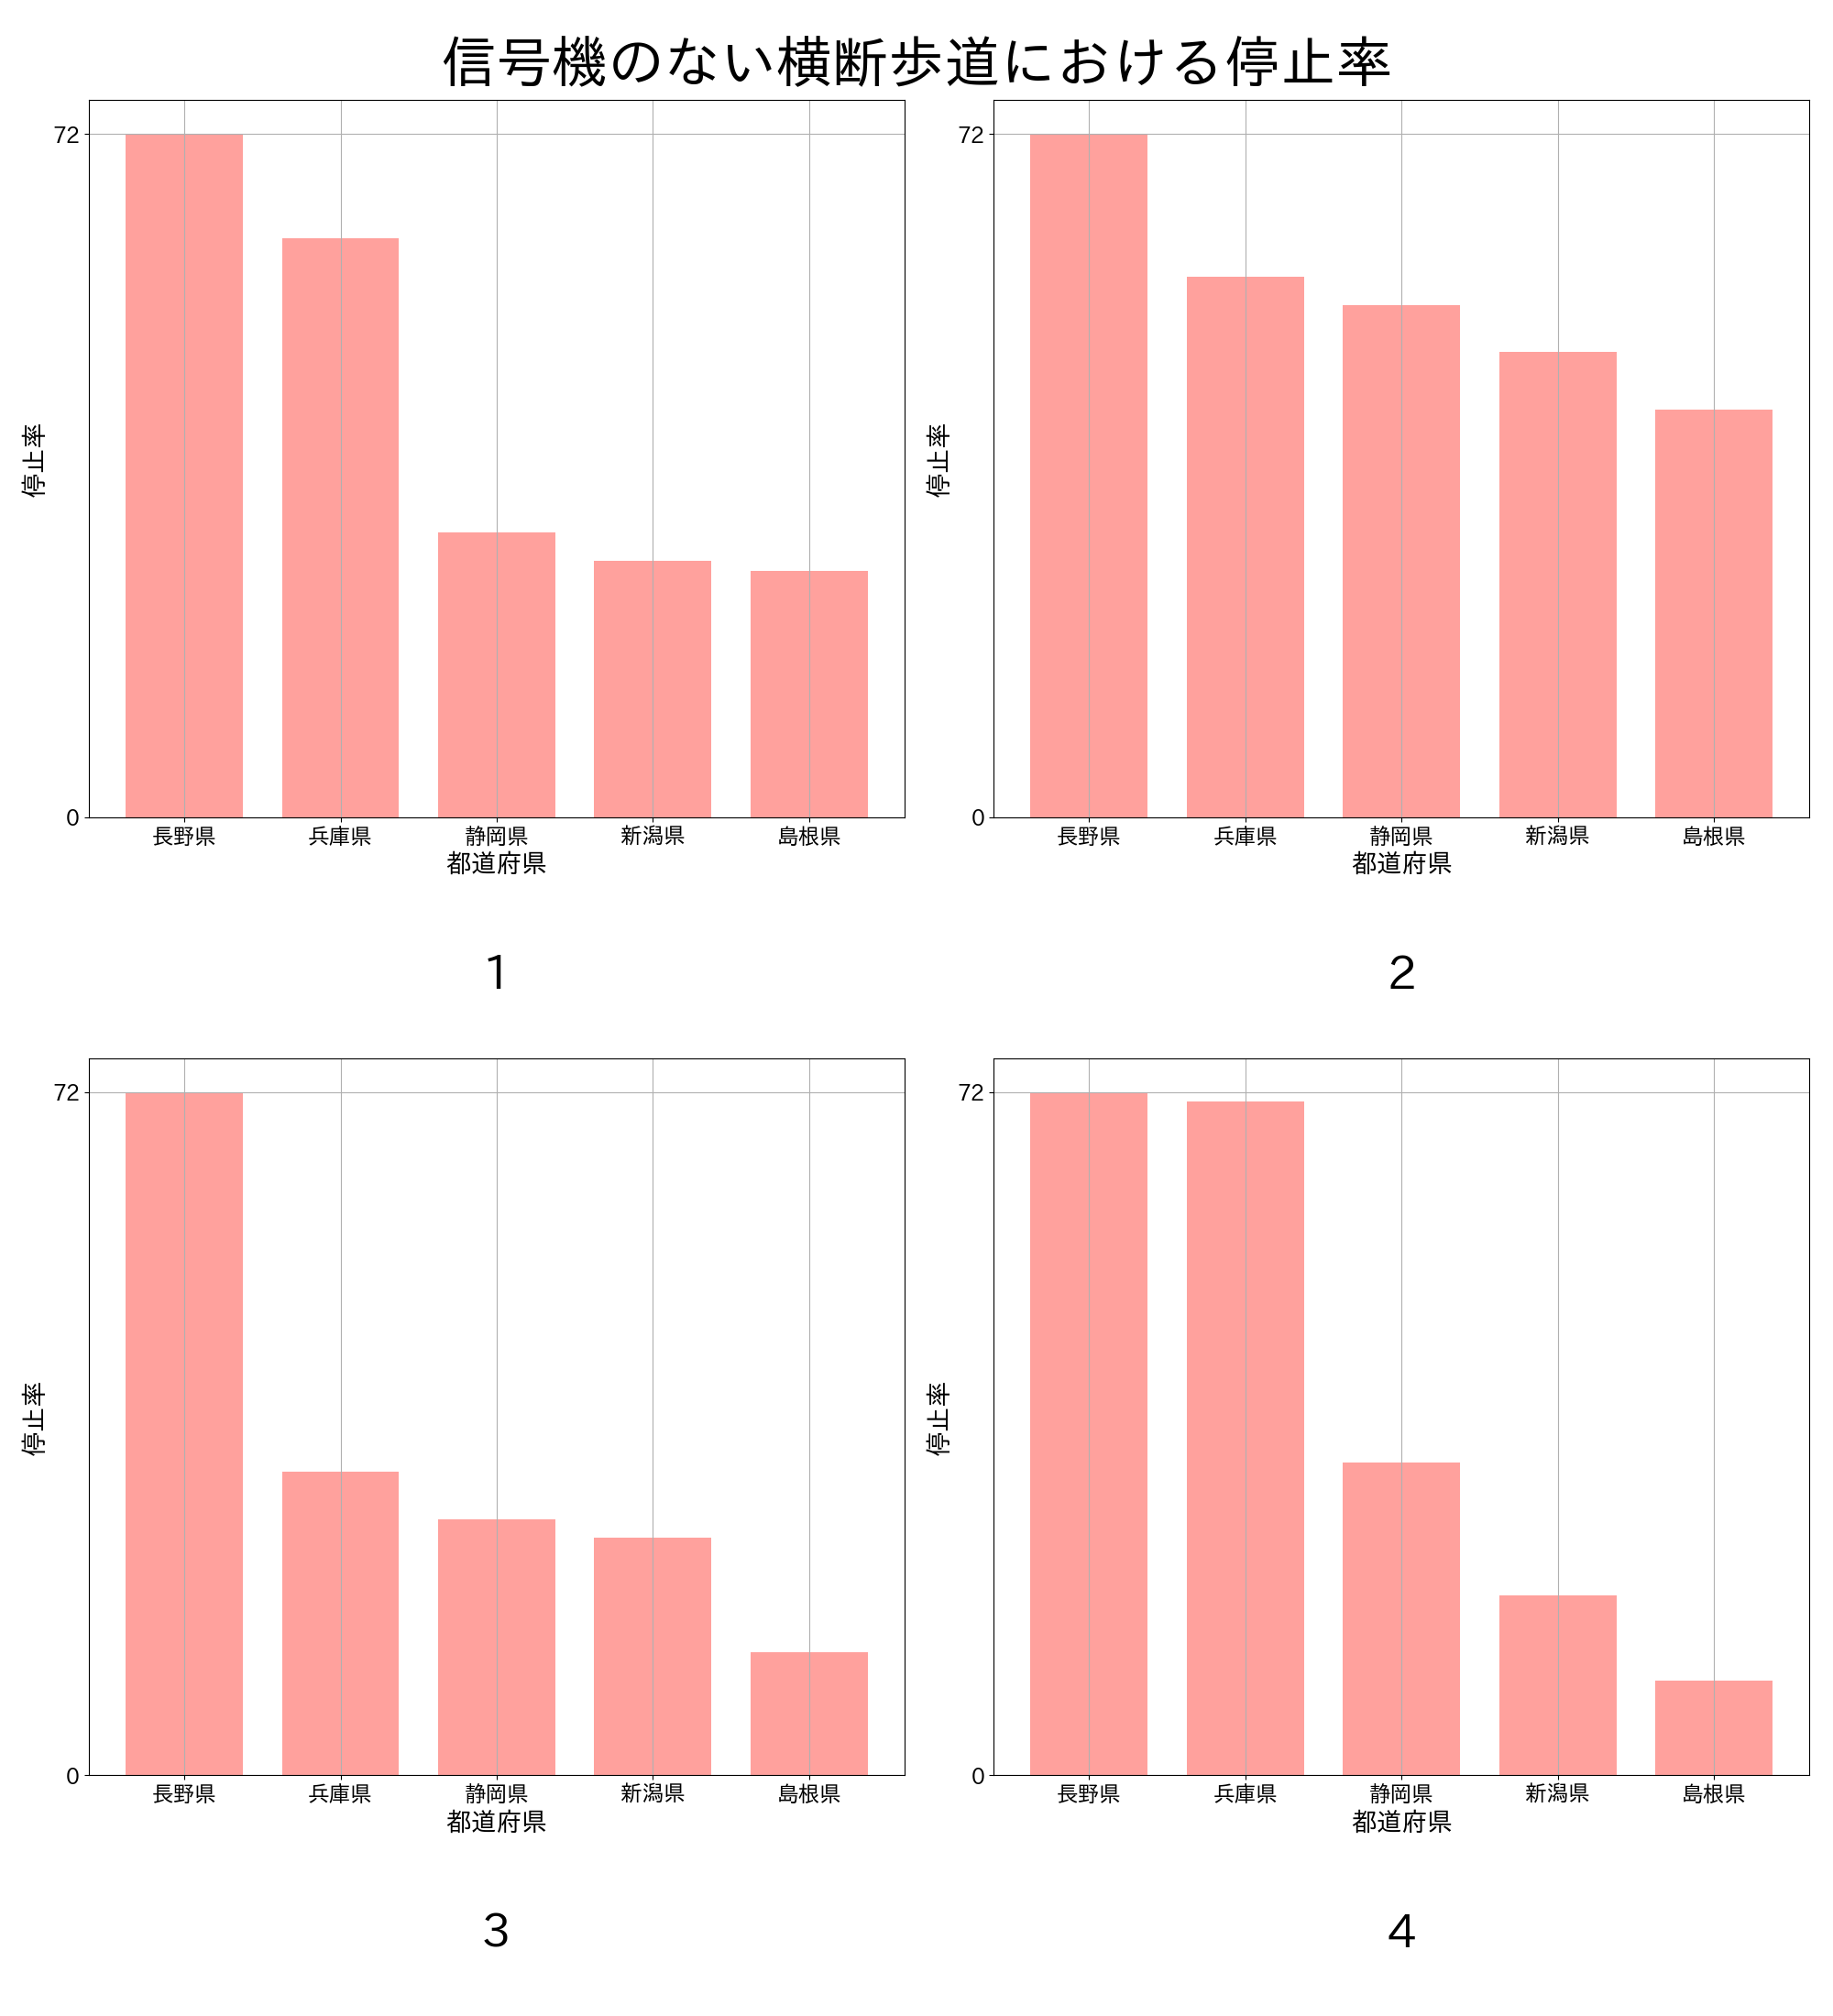 信号機のない横断歩道における停止率
72
停止率
0
長野県 兵庫県 静岡県 新潟県 島根県
都道府県
1
72
停止率
0
長野県 兵庫県 静岡県 新潟県 島根県
都道府県
2
72
停止率
0
長野県 兵庫県 静岡県 新潟県 島根県
都道府県
3
72
停止率
0
長野県 兵庫県 静岡県 新潟県 島根県
都道府県
4